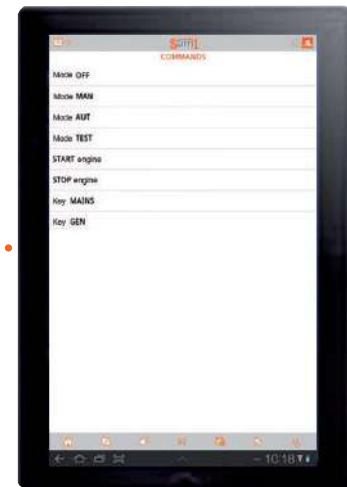 Sam1
COMMANDS
Mode OFF
Mode MAN
Mode AUT
Mode TEST
START engine
STOP engine
Key MAINS
Key GEN
10:18